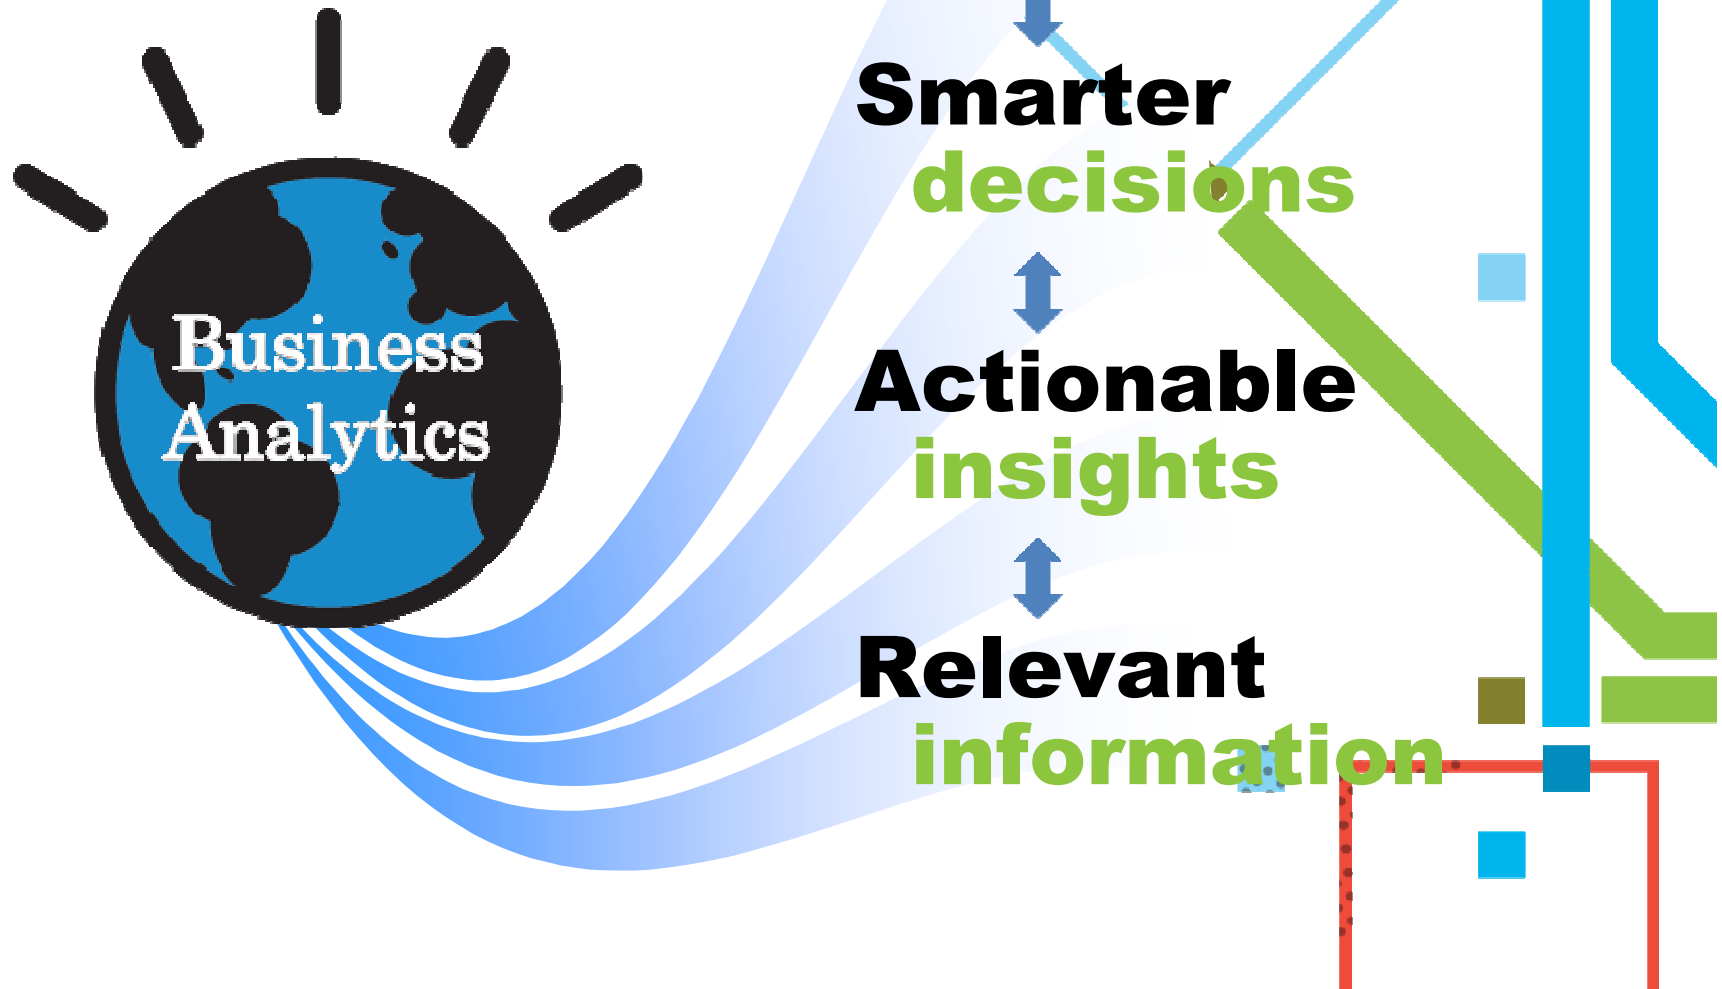 Business
Analytics
Smarter
decisions
Actionable
insights
Relevant
information